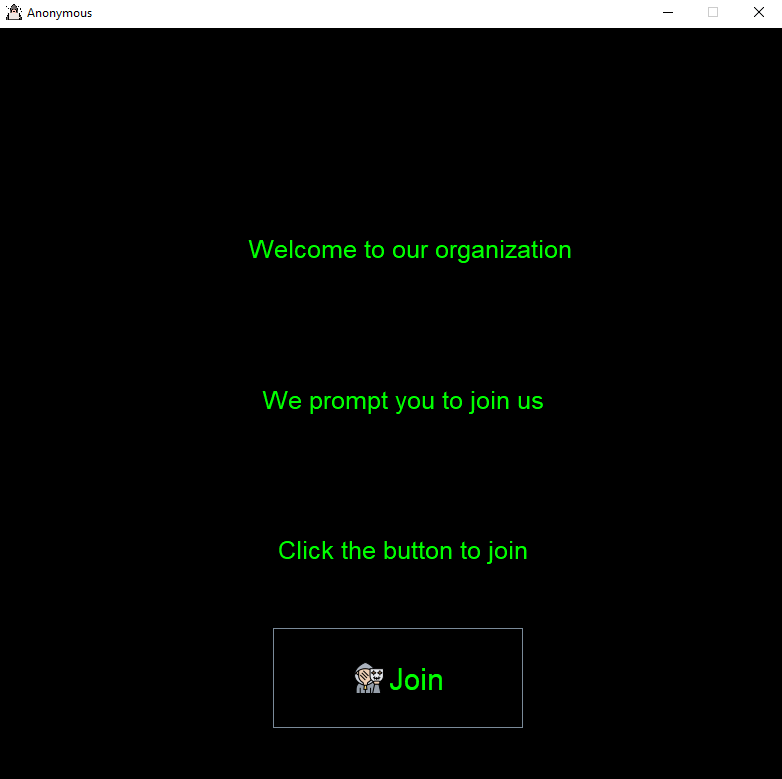 Anonymous
Welcome to our organization
We prompt you to join us
Click the button to join
Join